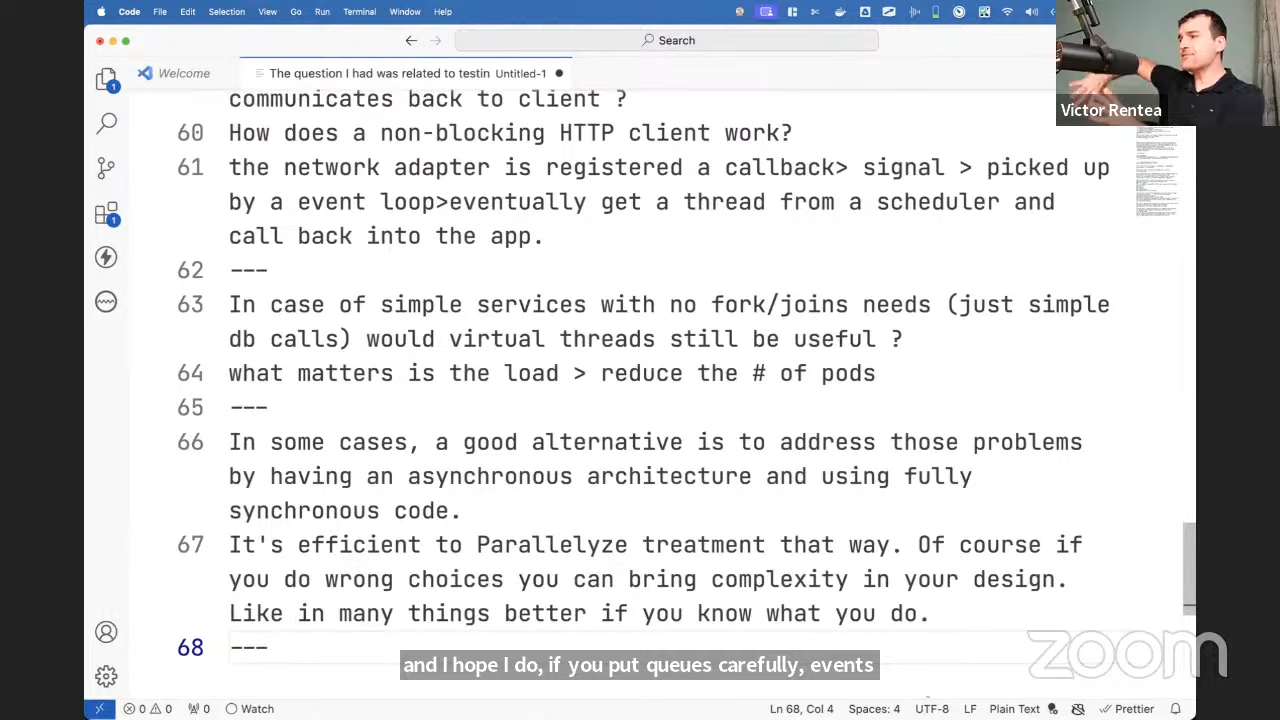 Code File Edit Selection View Go Run Terminal Window Help
Search
Welcome
The question I had was related to testin Untitled-1
Victor Rentea
communicates back to client ?
60 How does a non-blocking HTTP client work?
61 the network adapter is registered a callback> signal > picked up
by a event loop>eventually get a thread from a scheduler and
call back into the app.
62 ---
63 In case of simple services with no fork/joins needs (just simple
db calls) would virtual threads still be useful ?
64 what matters is the load > reduce the # of pods
65 ---
66 In some cases, a good alternative is to address those problems
by having an asynchronous architecture and using fully
synchronous code.
67 It's efficient to Parallelyze treatment that way. Of course if
you do wrong choices you can bring complexity in your design.
Like in many things better if you know what you do.
68 ---
and I hope I do, if you put queues carefully, events
zoom
0 0 0 Watch Ln 68, Col 4 Spaces: 4 UTF-8 LF Plain Text Prettier